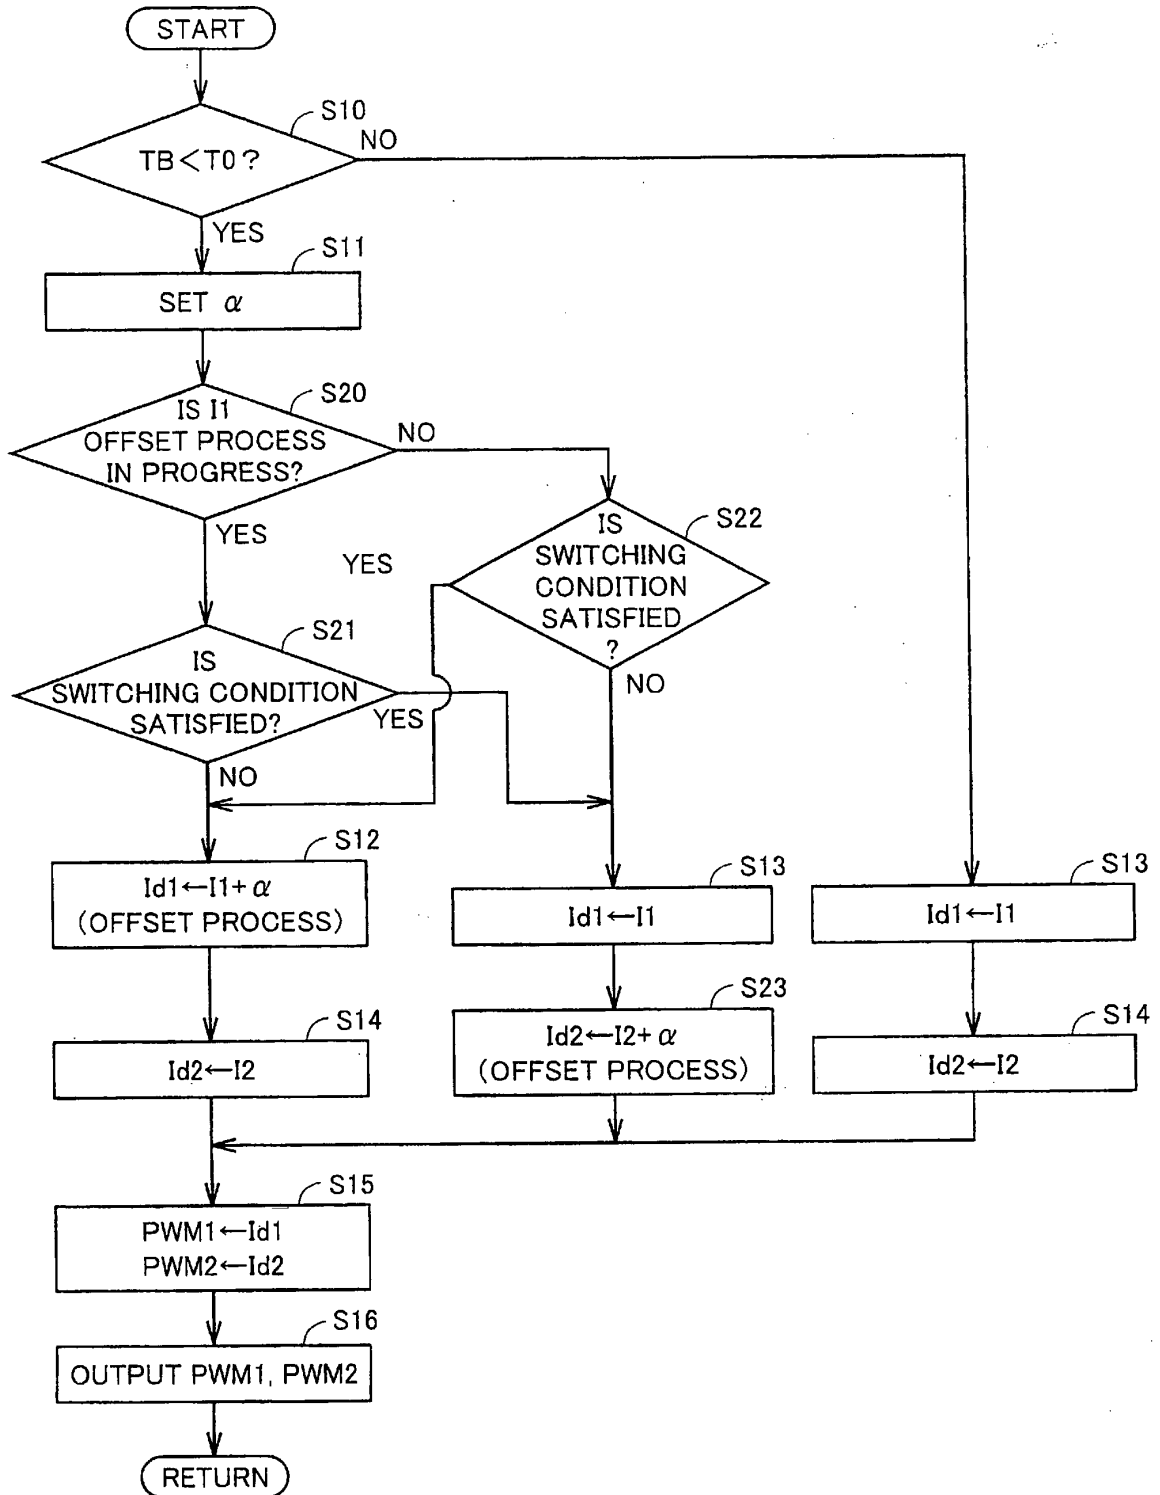 START
S10
TB<T0?
NO
YES
S11
SET α
S20
IS I1
OFFSET PROCESS
IN PROGRESS?
NO
YES
S22
IS
SWITCHING
CONDITION
SATISFIED
?
YES
NO
S21
IS
SWITCHING CONDITION
SATISFIED?
YES
NO
S12
Id1←I1+α
(OFFSET PROCESS)
S13
Id1←I1
S13
Id1←I1
S14
Id2←I2
S23
Id2←I2+α
(OFFSET PROCESS)
S14
Id2←I2
S15
PWM1←Id1
PWM2←Id2
S16
OUTPUT PWM1, PWM2
RETURN